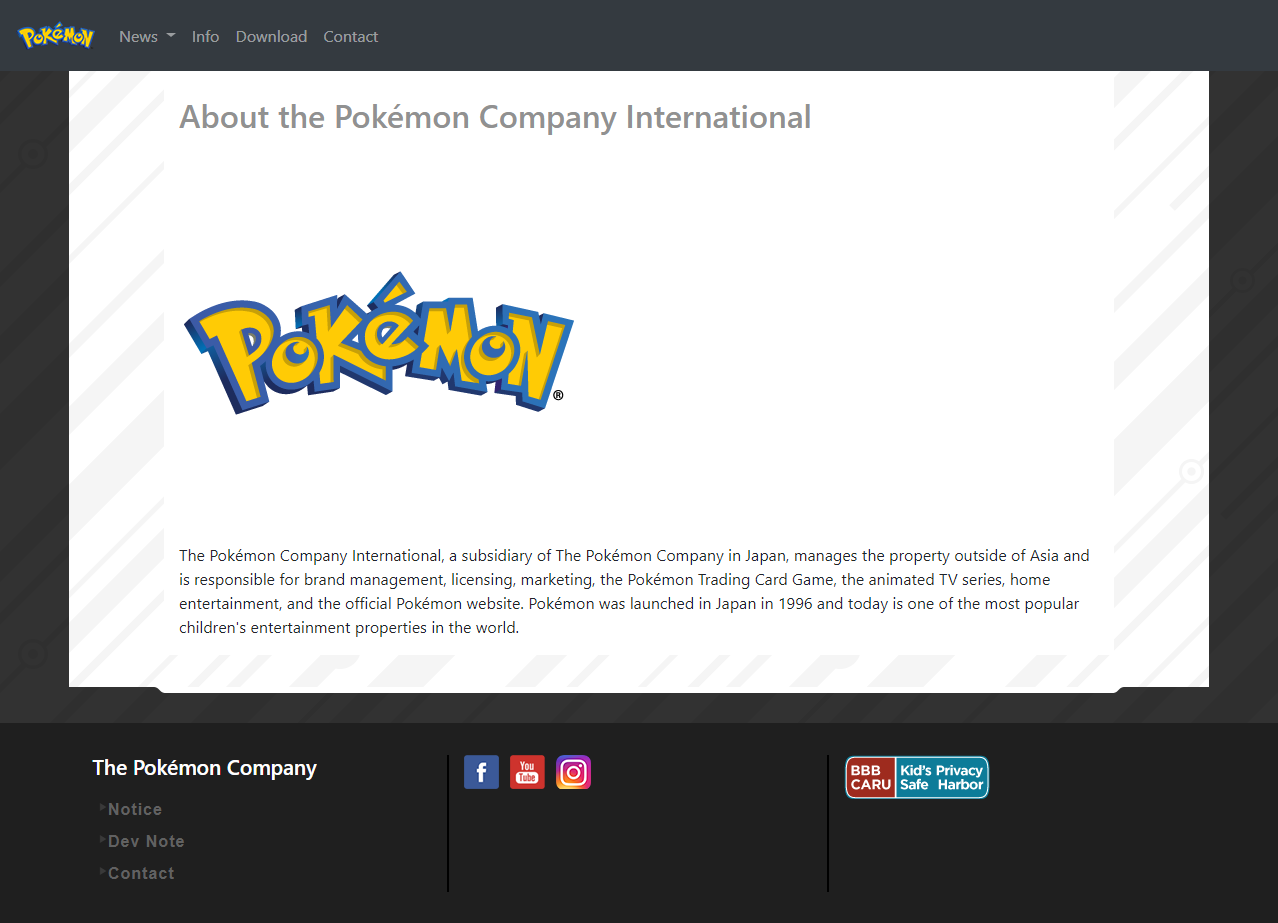 Pokémon
News Info Download Contact
About the Pokémon Company International
Pokémon®
The Pokémon Company International, a subsidiary of The Pokémon Company in Japan, manages the property outside of Asia and
is responsible for brand management, licensing, marketing, the Pokémon Trading Card Game, the animated TV series, home
entertainment, and the official Pokémon website. Pokémon was launched in Japan in 1996 and today is one of the most popular
children's entertainment properties in the world.
The Pokémon Company
Notice
Dev Note
Contact
f
You
Tube
BBB
CARU
Kid's Privacy
Safe Harbor